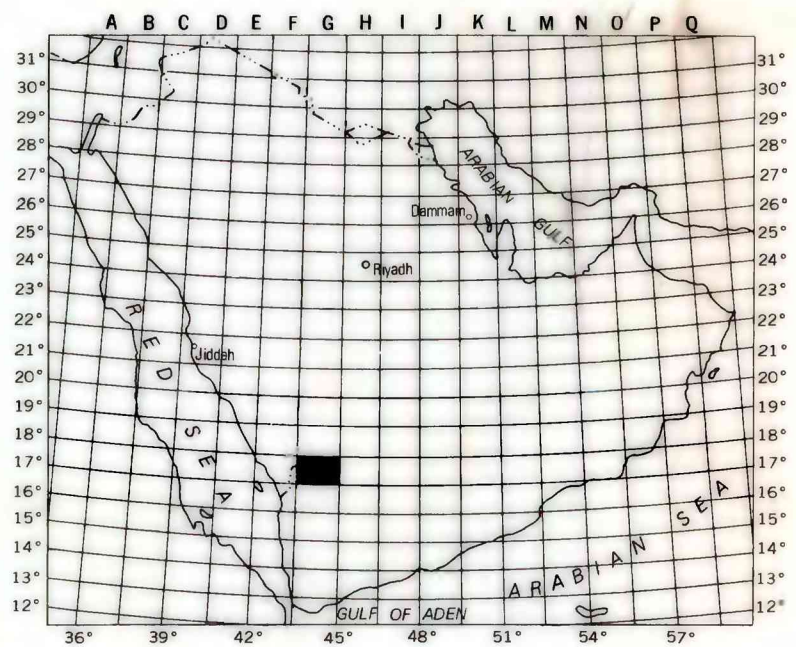 A B C D E F G H I J K L M N O P Q
31° 31°
30° 30°
29° 29°
28° 28°
ARABIAN GULF
27° 27°
26° 26°
Dammam
25° 25°
24° 24°
Riyadh
23° 23°
22° 22°
RED SEA
21° 21°
Jiddah
20° 20°
19° 19°
18° 18°
17° 17°
16° 16°
15° 15°
14° 14°
ARABIAN SEA
13° 13°
12° 12°
GULF OF ADEN
36° 39° 42° 45° 48° 51° 54° 57°